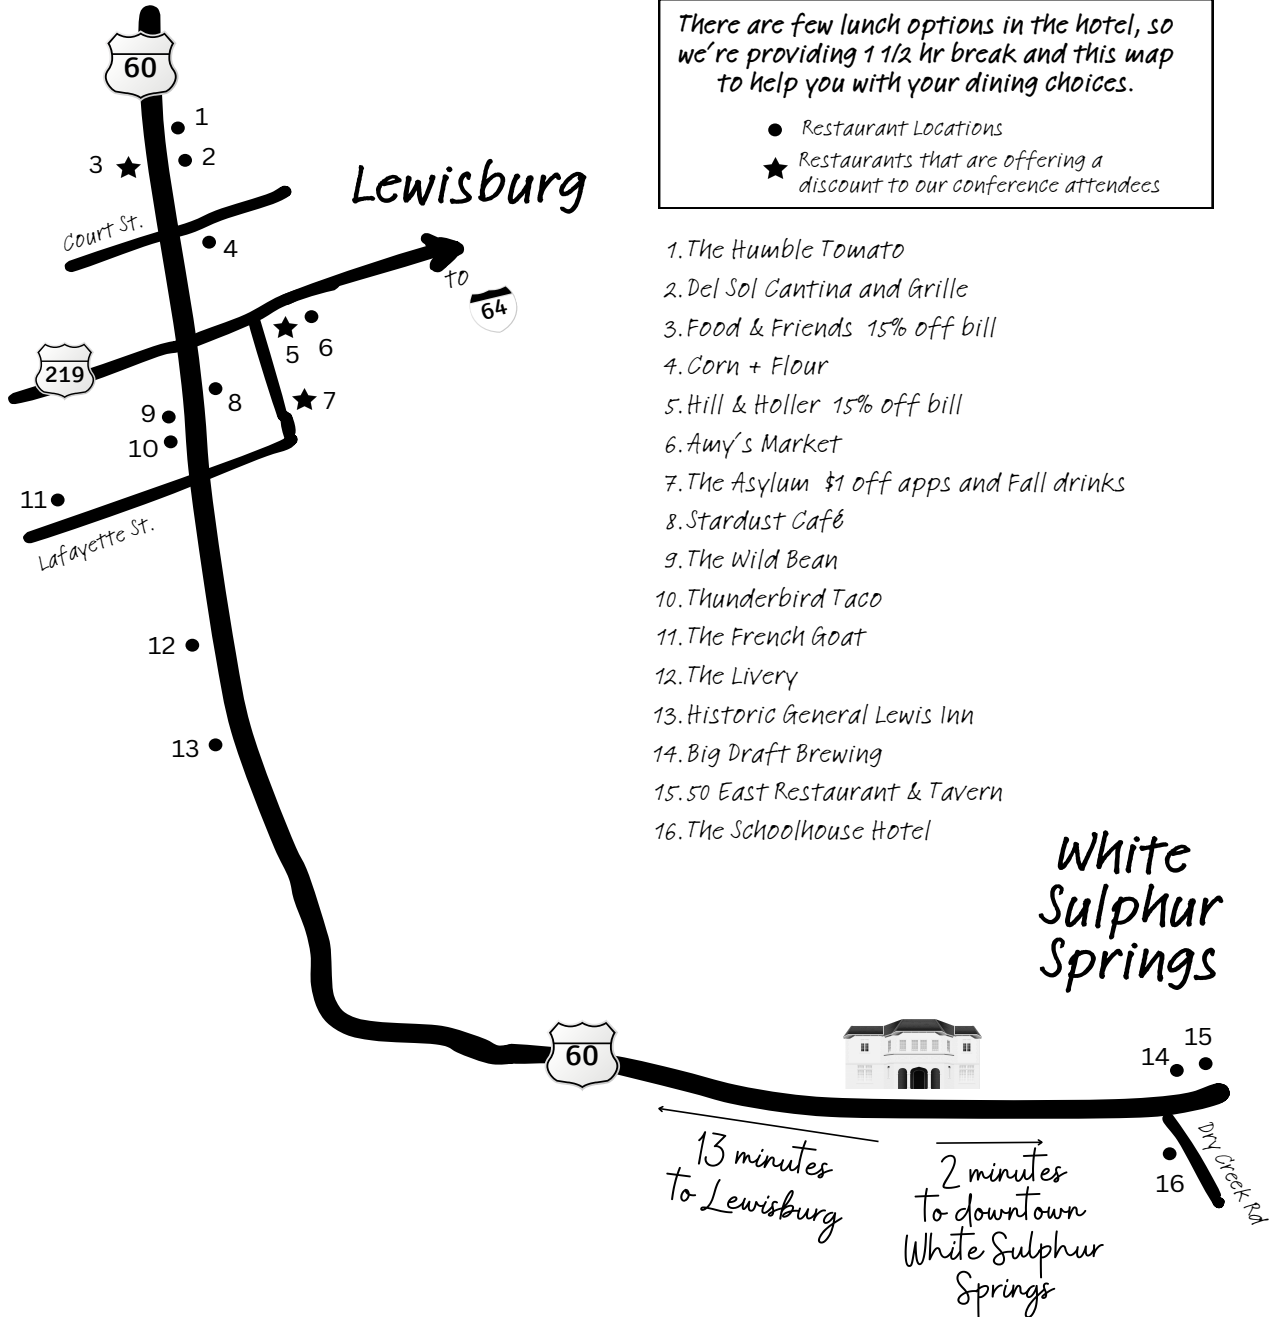 There are few lunch options in the hotel, so
we're providing 1 1/2 hr break and this map
to help you with your dining choices.
Restaurant Locations
Restaurants that are offering a
discount to our conference attendees
60
1
2
3
Lewisburg
Court St.
4
to
64
5
6
219
7
8
9
10
11
Lafayette St.
12
13
1. The Humble Tomato
2. Del Sol Cantina and Grille
3. Food & Friends 15% off bill
4. Corn + Flour
5. Hill & Holler 15% off bill
6. Amy's Market
7. The Asylum $1 off apps and Fall drinks
8. Stardust Café
9. The Wild Bean
10. Thunderbird Taco
11. The French Goat
12. The Livery
13. Historic General Lewis Inn
14. Big Draft Brewing
15. 50 East Restaurant & Tavern
16. The Schoolhouse Hotel
White
Sulphur
Springs
60
14
15
16
Dry Creek Rd
13 minutes
to Lewisburg
2 minutes
to downtown
White Sulphur
Springs